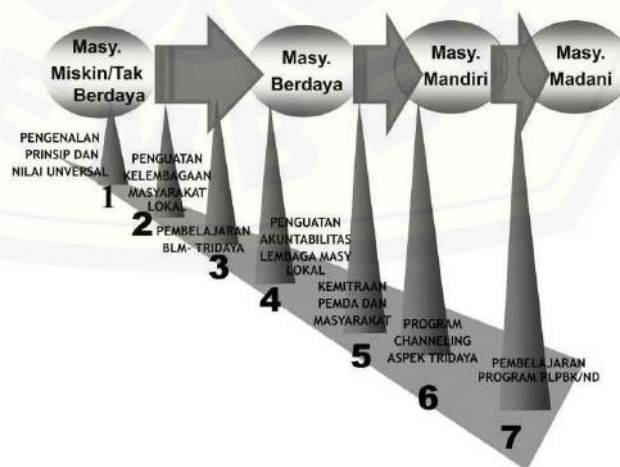 Masy.
Miskin/Tak
Berdaya
Masy.
Berdaya
Masy.
Mandiri
Masy.
Madani
PENGENALAN
PRINSIP DAN
NILAI UNVERSAL
1
PENGUATAN
KELEMBAGAAN
MASYARAKAT
LOKAL
2
PEMBELAJARAN
BLM- TRIDAYA
3
PENGUATAN
AKUNTABILITAS
LEMBAGA MASY
LOKAL
4
KEMITRAAN
PEMDA DAN
MASYARAKAT
5
PROGRAM
CHANNELING
ASPEK TRIDAYA
6
PEMBELAJARAN
PROGRAM PLPBK/ND
7